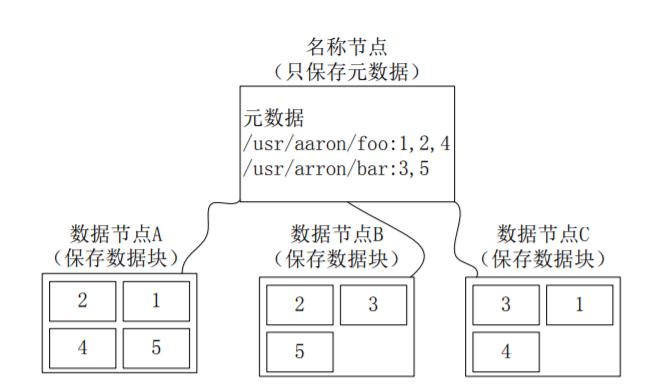 名称节点
（只保存元数据）
元数据
/usr/aaron/foo:1,2,4
/usr/arron/bar:3,5
数据节点A
（保存数据块）
2 1
4 5
数据节点B
（保存数据块）
2 3
5
数据节点C
（保存数据块）
3 1
4